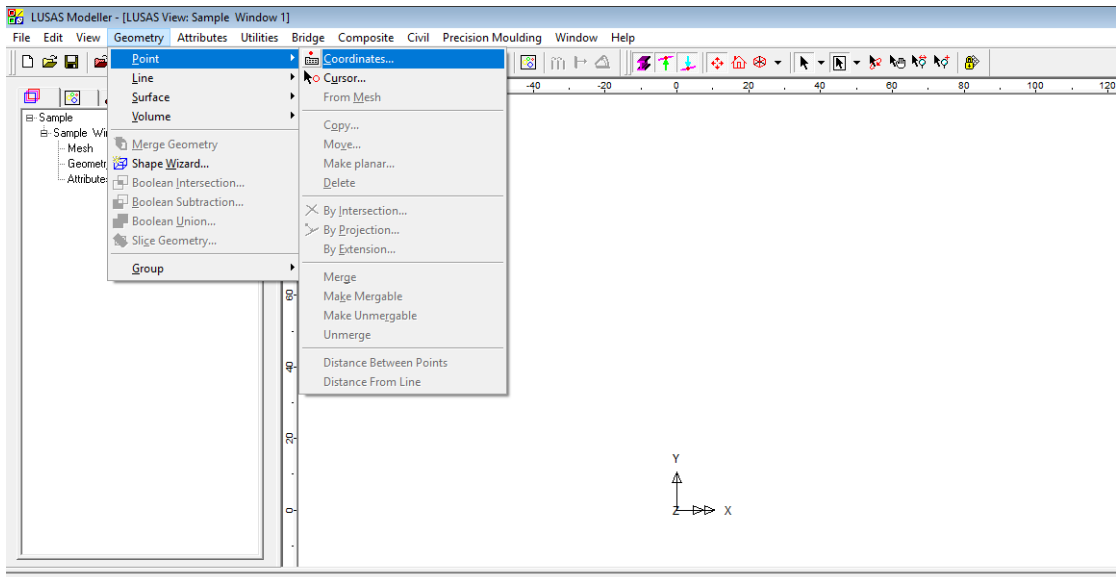 LUSAS Modeller - [LUSAS View: Sample Window 1]
File Edit View Geometry Attributes Utilities Bridge Composite Civil Precision Moulding Window Help
Point
Line
Surface
Volume
Merge Geometry
Shape Wizard...
Boolean Intersection...
Boolean Subtraction...
Boolean Union...
Slice Geometry...
Group
Coordinates...
Cursor...
From Mesh
Copy...
Move...
Make planar...
Delete
By Intersection...
By Projection...
By Extension...
Merge
Make Mergable
Make Unmergable
Unmerge
Distance Between Points
Distance From Line
Sample
Sample Wi
Mesh
Geometr
Attribute
-40 -20 0 20 40 60 80 100 120
60
40
20
0
Y
Z X